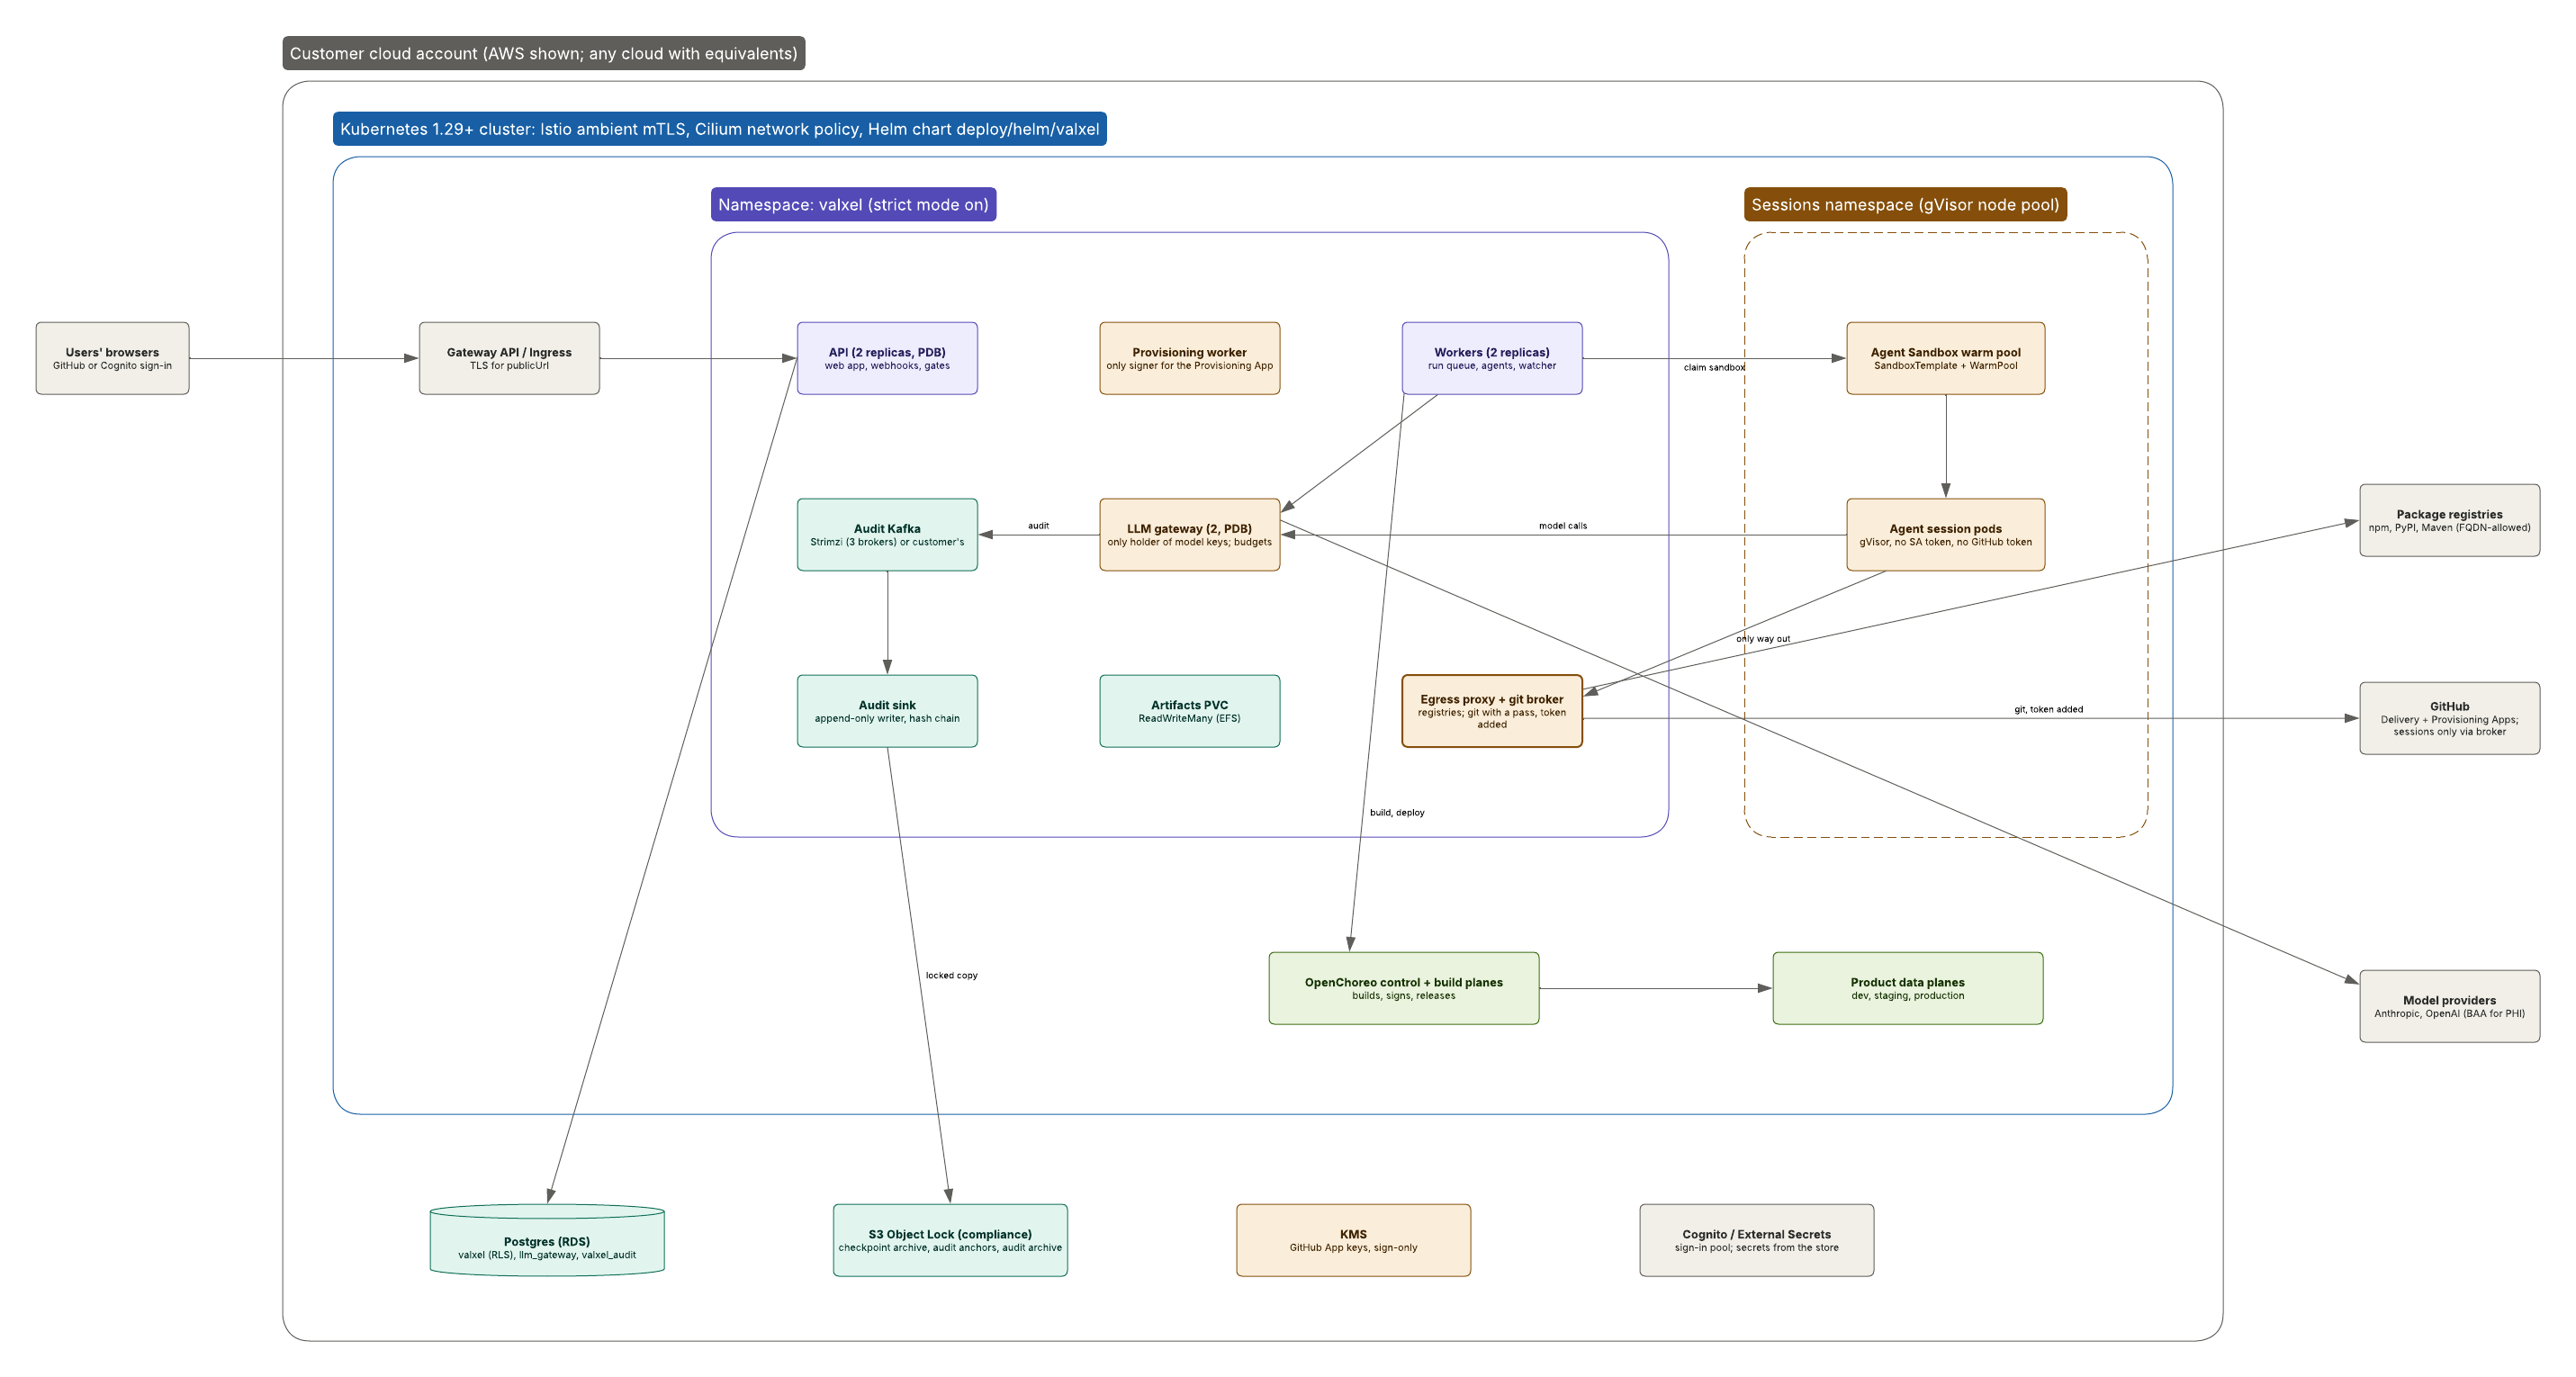 Customer cloud account (AWS shown; any cloud with equivalents)
Kubernetes 1.29+ cluster: Istio ambient mTLS, Cilium network policy, Helm chart deploy/helm/valxel
Namespace: valxel (strict mode on)
Sessions namespace (gVisor node pool)
Users' browsers
GitHub or Cognito sign-in
Gateway API / Ingress
TLS for publicUrl
API (2 replicas, PDB)
web app, webhooks, gates
Provisioning worker
only signer for the Provisioning App
Workers (2 replicas)
run queue, agents, watcher
claim sandbox
Agent Sandbox warm pool
SandboxTemplate + WarmPool
Audit Kafka
Strimzi (3 brokers) or customer's
audit
LLM gateway (2, PDB)
only holder of model keys; budgets
model calls
Agent session pods
gVisor, no SA token, no GitHub token
Package registries
npm, PyPI, Maven (FQDN-allowed)
only way out
Audit sink
append-only writer, hash chain
Artifacts PVC
ReadWriteMany (EFS)
Egress proxy + git broker
registries; git with a pass, token
added
git, token added
GitHub
Delivery + Provisioning Apps;
sessions only via broker
build, deploy
locked copy
OpenChoreo control + build planes
builds, signs, releases
Product data planes
dev, staging, production
Model providers
Anthropic, OpenAI (BAA for PHI)
Postgres (RDS)
valxel (RLS), llm_gateway, valxel_audit
S3 Object Lock (compliance)
checkpoint archive, audit anchors, audit archive
KMS
GitHub App keys, sign-only
Cognito / External Secrets
sign-in pool; secrets from the store